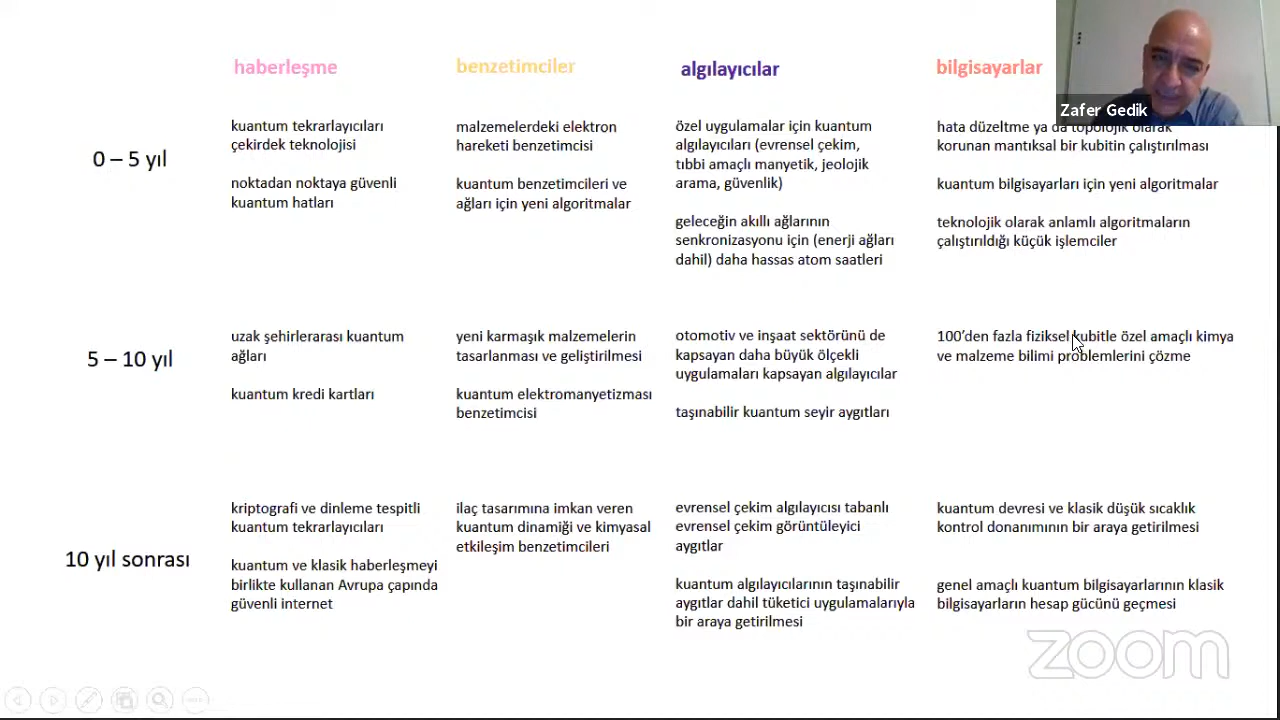 haberleşme
benzetimciler
algılayıcılar
bilgisayarlar
Zafer Gedik
0 – 5 yıl
kuantum tekrarlayıcıları
çekirdek teknolojisi
noktadan noktaya güvenli
kuantum hatları
malzemelerdeki elektron
hareketi benzetimcisi
kuantum benzetimcileri ve
ağları için yeni algoritmalar
özel uygulamalar için kuantum
algılayıcıları (evrensel çekim,
tıbbi amaçlı manyetik, jeolojik
arama, güvenlik)
geleceğin akıllı ağlarının
senkronizasyonu için (enerji ağları
dahil) daha hassas atom saatleri
hata düzeltme ya da topolojik olarak
korunan mantıksal bir kubitin çalıştırılması
kuantum bilgisayarları için yeni algoritmalar
teknolojik olarak anlamlı algoritmaların
çalıştırıldığı küçük işlemciler
5 – 10 yıl
uzak şehirlerarası kuantum
ağları
kuantum kredi kartları
yeni karmaşık malzemelerin
tasarlanması ve geliştirilmesi
kuantum elektromanyetizması
benzetimcisi
otomotiv ve inşaat sektörünü de
kapsayan daha büyük ölçekli
uygulamaları kapsayan algılayıcılar
taşınabilir kuantum seyir aygıtları
100’den fazla fiziksel kubitle özel amaçlı kimya
ve malzeme bilimi problemlerini çözme
10 yıl sonrası
kriptografi ve dinleme tespitli
kuantum tekrarlayıcıları
kuantum ve klasik haberleşmeyi
birlikte kullanan Avrupa çapında
güvenli internet
ilaç tasarımına imkan veren
kuantum dinamiği ve kimyasal
etkileşim benzetimcileri
evrensel çekim algılayıcısı tabanlı
evrensel çekim görüntüleyici
aygıtlar
kuantum algılayıcılarının taşınabilir
aygıtlar dahil tüketici uygulamalarıyla
bir araya getirilmesi
kuantum devresi ve klasik düşük sıcaklık
kontrol donanımının bir araya getirilmesi
genel amaçlı kuantum bilgisayarlarının klasik
bilgisayarların hesap gücünü geçmesi
zoom